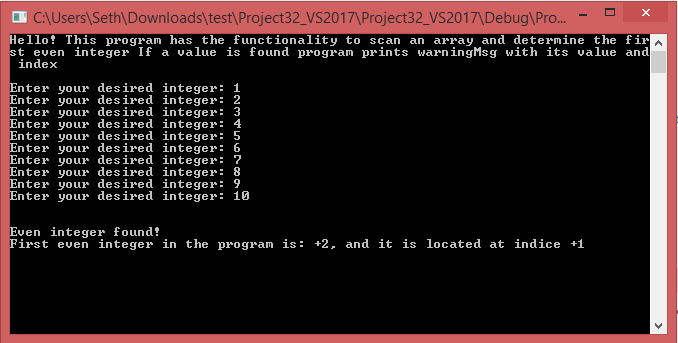 C:\Users\Seth\Downloads\test\Project32_VS2017\Project32_VS2017\Debug\Pro...
Hello! This program has the functionality to scan an array and determine the fir
st even integer If a value is found program prints warningMsg with its value and
 index
Enter your desired integer: 1
Enter your desired integer: 2
Enter your desired integer: 3
Enter your desired integer: 4
Enter your desired integer: 5
Enter your desired integer: 6
Enter your desired integer: 7
Enter your desired integer: 8
Enter your desired integer: 9
Enter your desired integer: 10
Even integer found!
First even integer in the program is: +2, and it is located at indice +1